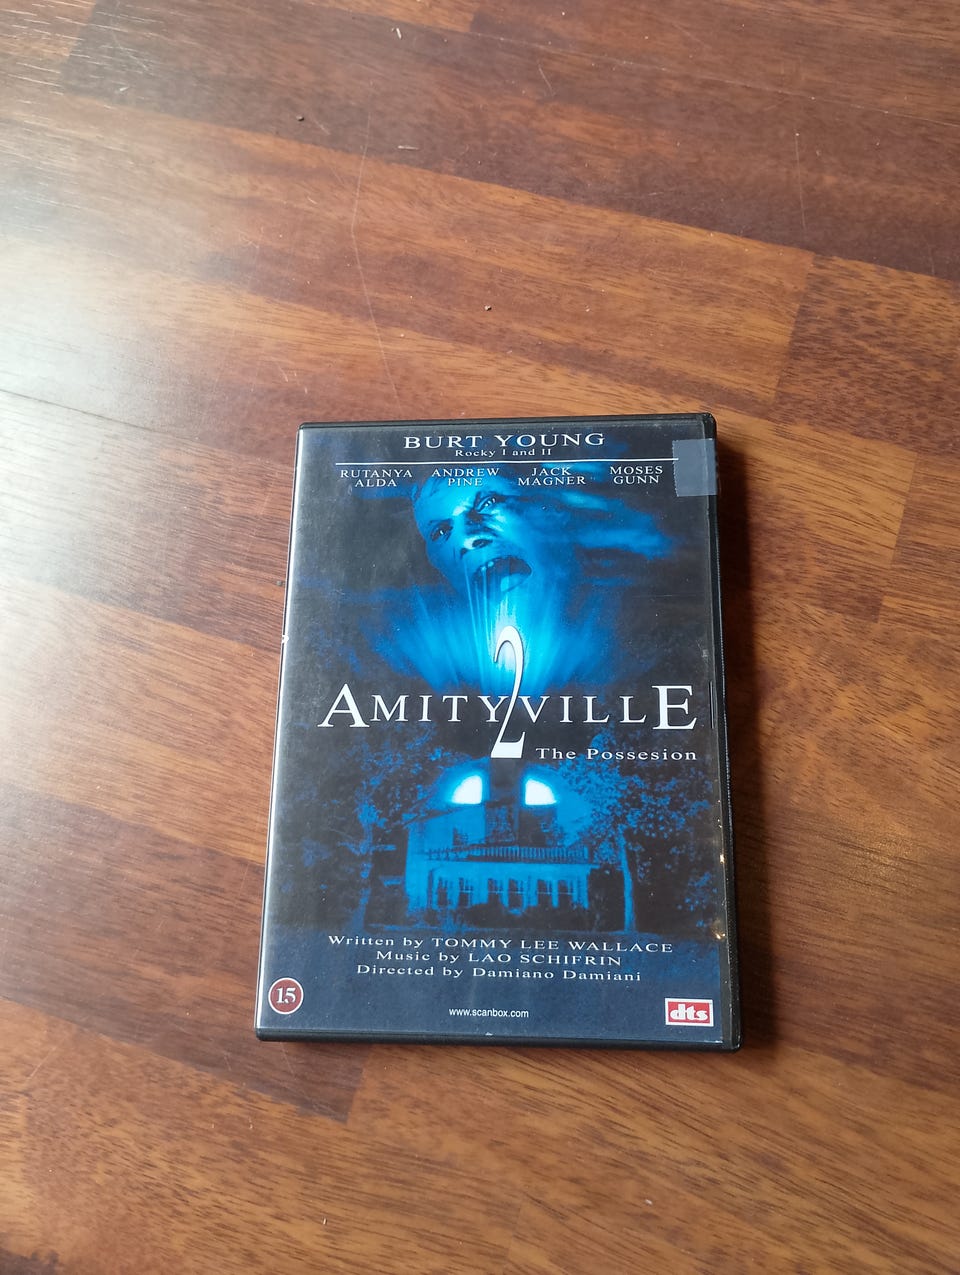 BURT YOUNG
Rocky I and II
RUTANYA ALDA
ANDREW PINE
JACK MAGNER
MOSES GUNN
AMITYVILLE
2
The Possesion
Written by TOMMY LEE WALLACE
Music by LAO SCHIFRIN
Directed by Damiano Damiani
15
www.scanbox.com
dts